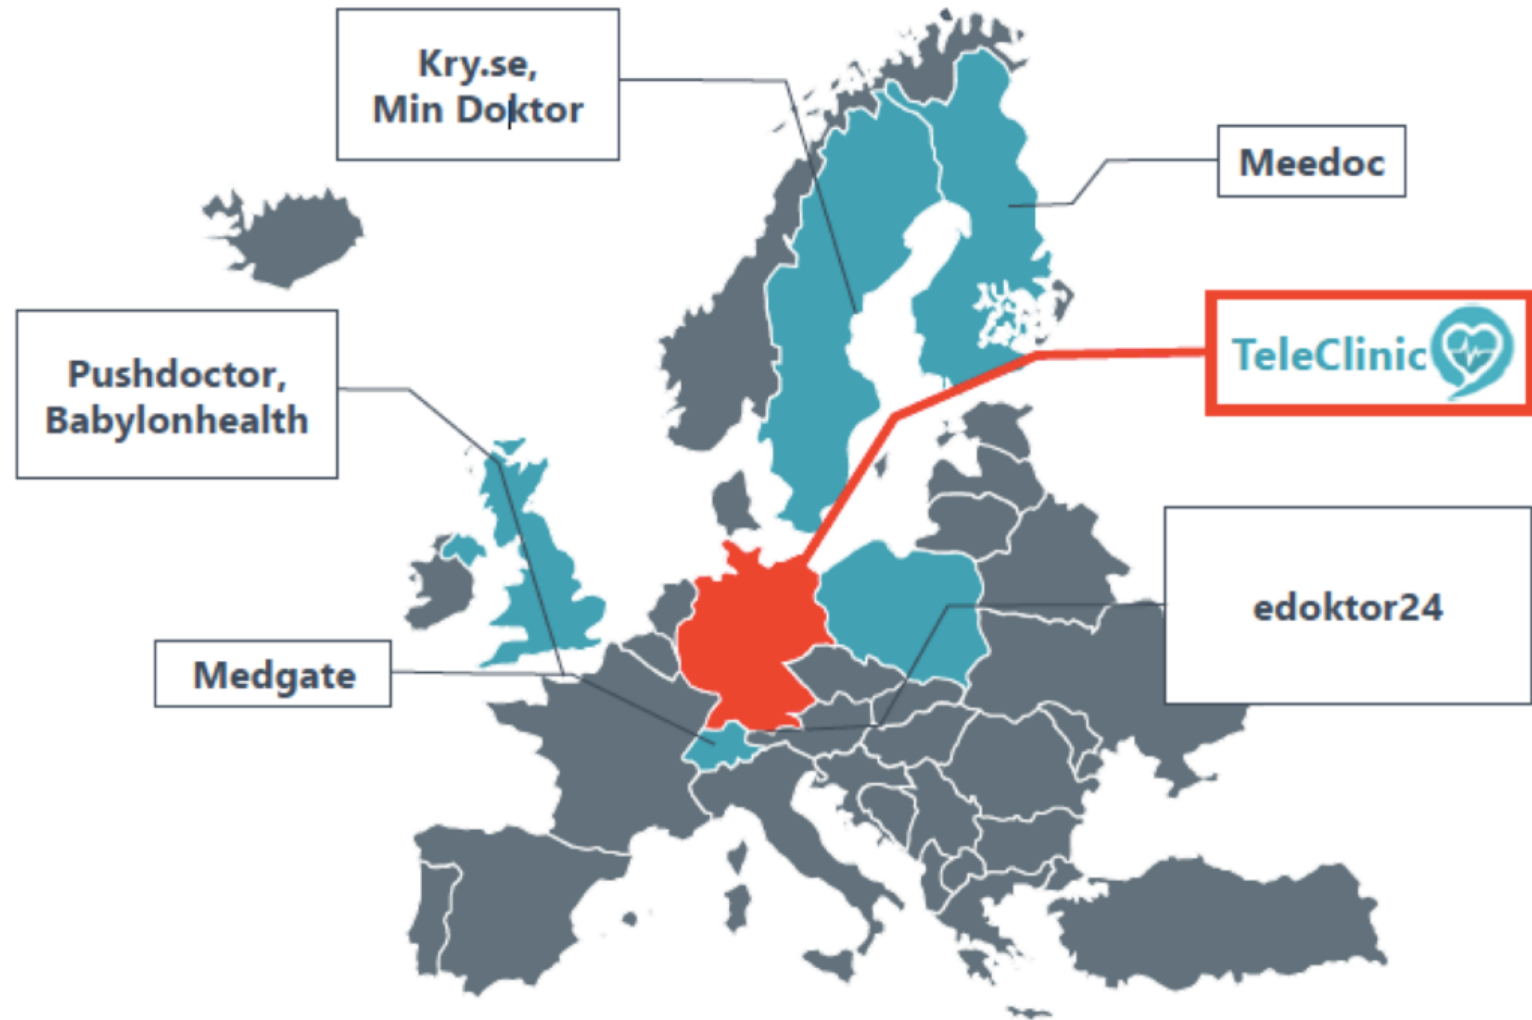 Kry.se,
Min Doktor
Meedoc
TeleClinic
Pushdoctor,
Babylonhealth
edoktor24
Medgate